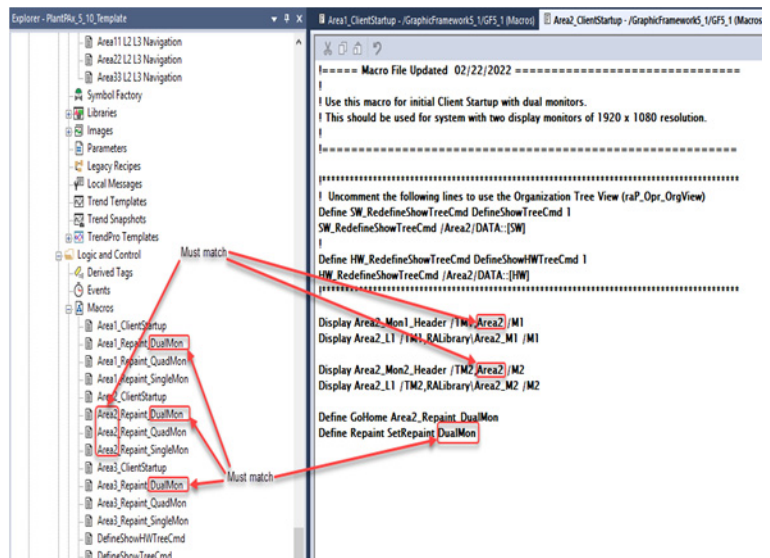 Explorer - PlantPAx_5_10_Template
Area11 L2 L3 Navigation
Area22 L2 L3 Navigation
Area33 L2 L3 Navigation
Symbol Factory
Libraries
Images
Parameters
Legacy Recipes
Local Messages
Trend Templates
Trend Snapshots
TrendPro Templates
Logic and Control
Derived Tags
Events
Macros
Area1_ClientStartup
Area1_Repaint_DualMon
Area1_Repaint_QuadMon
Area1_Repaint_SingleMon
Area2_ClientStartup
Area2_Repaint_DualMon
Area2_Repaint_QuadMon
Area2_Repaint_SingleMon
Area3_ClientStartup
Area3_Repaint_DualMon
Area3_Repaint_QuadMon
Area3_Repaint_SingleMon
DefineShowHWTreeCmd
DefineShowTreeCmd
Must match
Must match
Area1_ClientStartup - /GraphicFramework5_1/GF5_1 (Macros)
Area2_ClientStartup - /GraphicFramework5_1/GF5_1 (Macros
!===== Macro File Updated 02/22/2022 ==============================
!
! Use this macro for initial Client Startup with dual monitors.
! This should be used for system with two display monitors of 1920 x 1080 resolution.
!
!=======================================================
!***********************************************************************************
! Uncomment the following lines to use the Organization Tree View (raP_Opr_OrgView)
Define SW_RedefineShowTreeCmd DefineShowTreeCmd 1
SW_RedefineShowTreeCmd /Area2/DATA::[SW]
!
Define HW_RedefineShowTreeCmd DefineShowHWTreeCmd 1
HW_RedefineShowTreeCmd /Area2/DATA::[HW]
!***********************************************************************************
Display Area2_Mon1_Header /TM1,Area2 /M1
Display Area2_L1 /TM1,RALibrary\Area2_M1 /M1
Display Area2_Mon2_Header /TM2,Area2 /M2
Display Area2_L1 /TM2,RALibrary\Area2_M2 /M2
Define GoHome Area2_Repaint_DualMon
Define Repaint SetRepaint DualMon